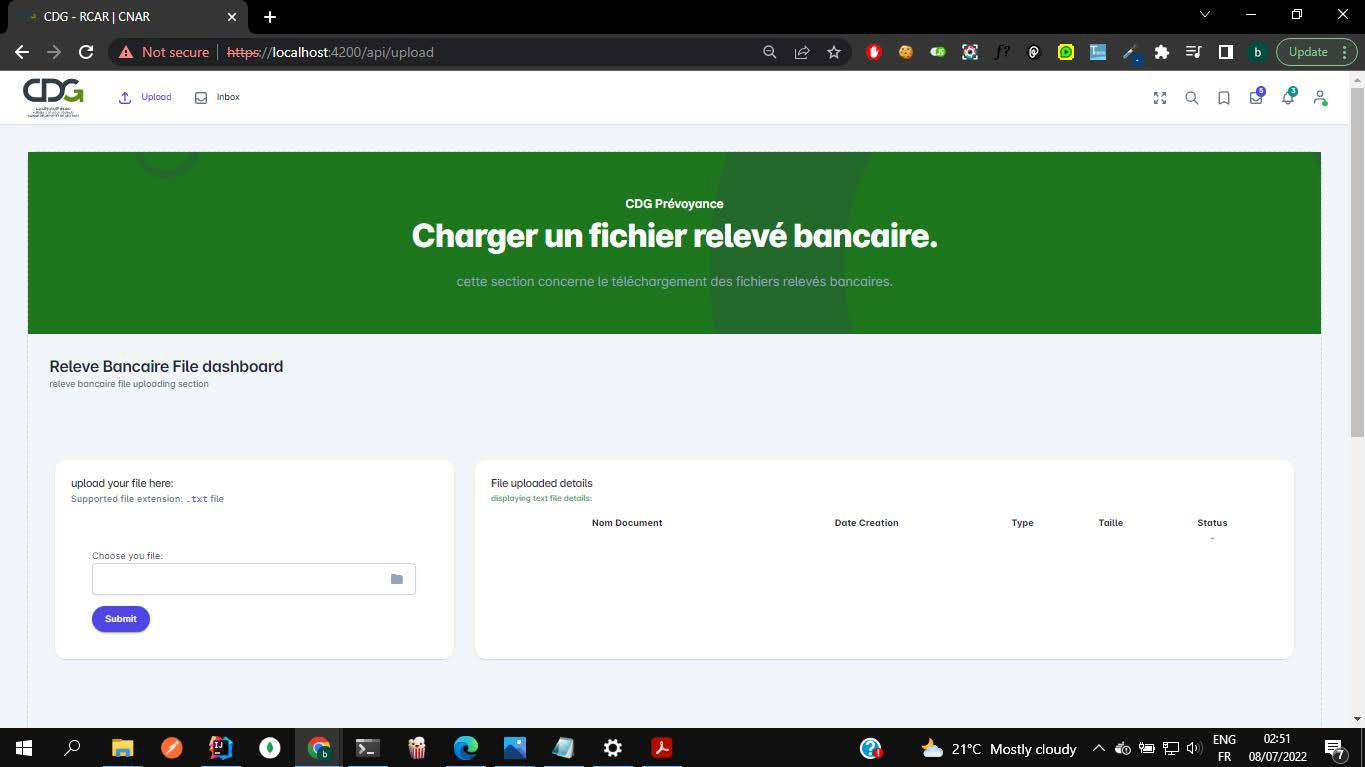 CDG - RCAR | CNAR
Not secure
https://localhost:4200/api/upload
Update
CDG
Upload
Inbox
5
3
CDG Prévoyance
Charger un fichier relevé bancaire.
cette section concerne le téléchargement des fichiers relevés bancaires.
Releve Bancaire File dashboard
releve bancaire file uploading section
upload your file here:
Supported file extension: .txt file
Choose you file:
Submit
File uploaded details
displaying text file details:
Nom Document Date Creation Type Taille Status
-
21°C Mostly cloudy
ENG
FR
02:51
08/07/2022
7